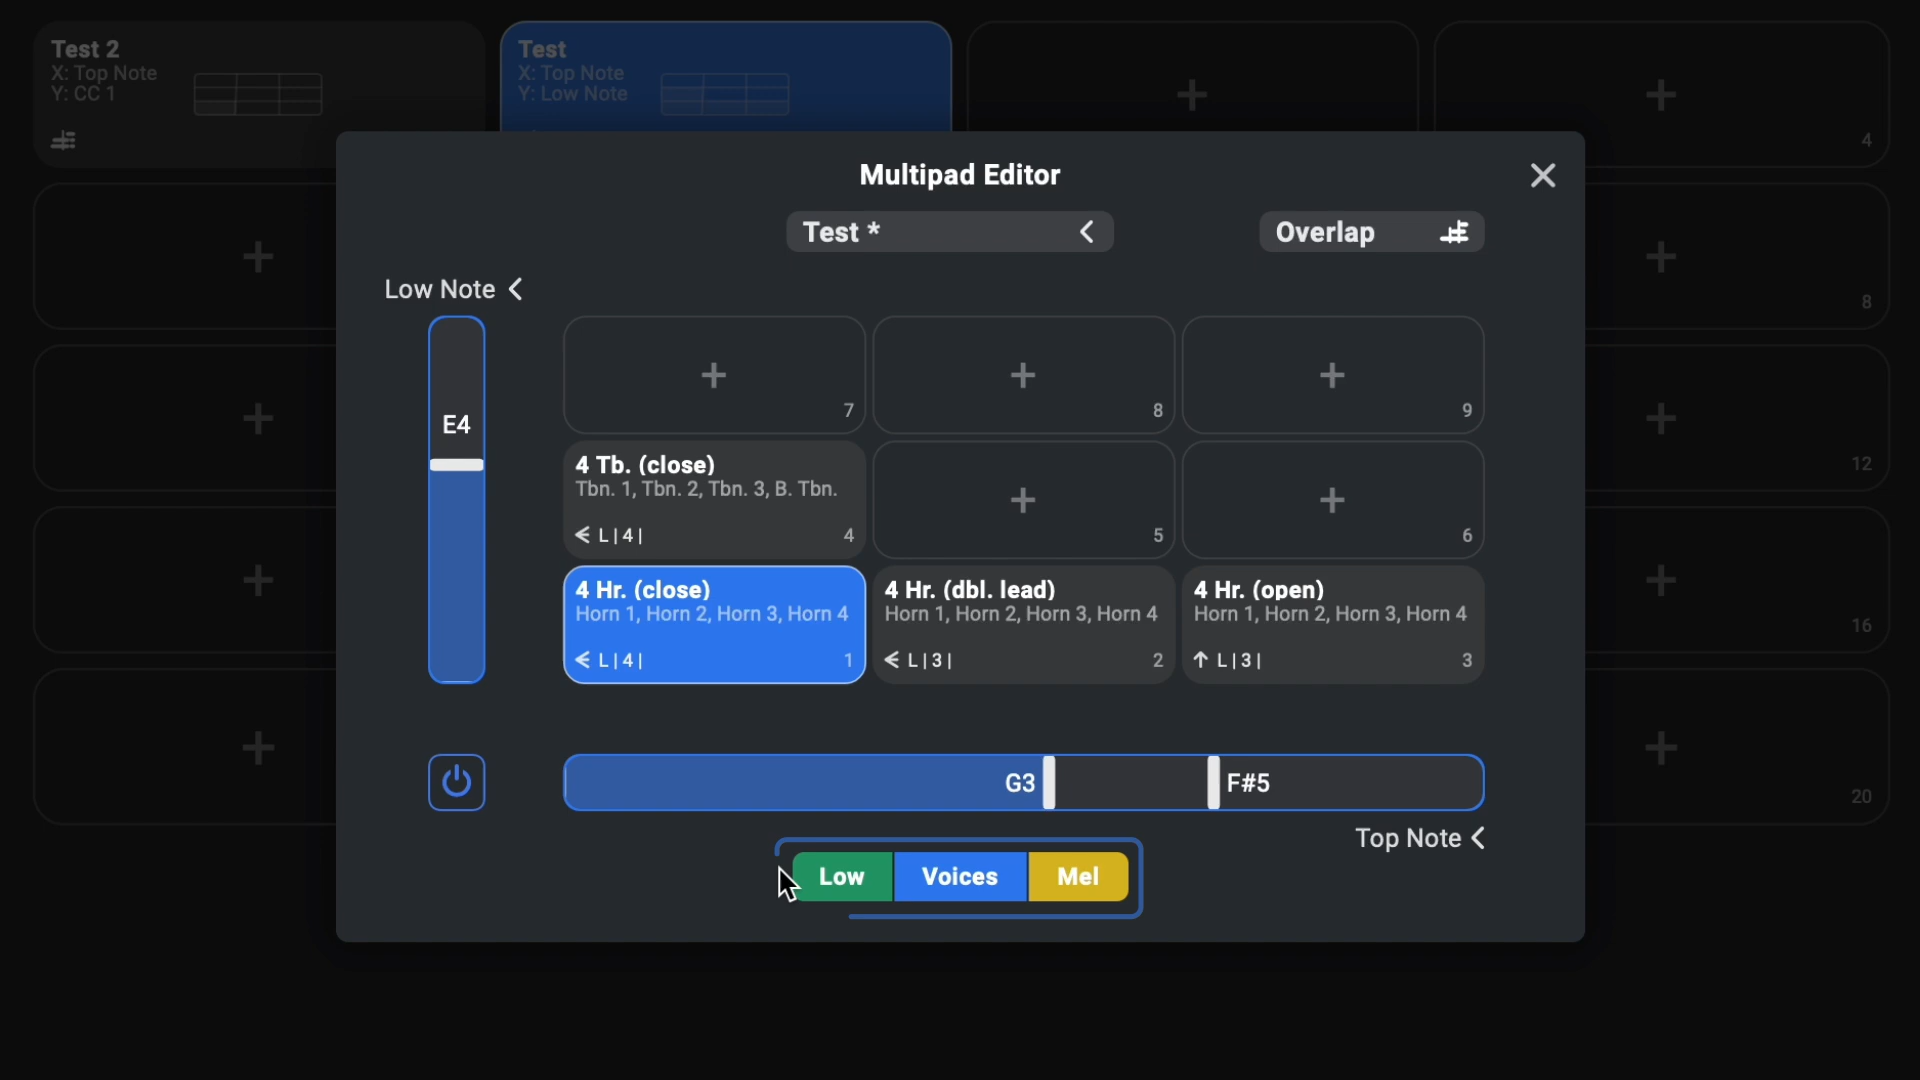 Test 2
X: Top Note
Y: CC 1
Test
X: Top Note
Y: Low Note
4
Multipad Editor
Test *
Overlap
Low Note
8
E4
7
8
9
4 Tb. (close)
Tbn. 1, Tbn. 2, Tbn. 3, B. Tbn.
L | 4 |
4
5
6
12
4 Hr. (close)
Horn 1, Horn 2, Horn 3, Horn 4
L | 4 |
1
4 Hr. (dbl. lead)
Horn 1, Horn 2, Horn 3, Horn 4
L | 3 |
2
4 Hr. (open)
Horn 1, Horn 2, Horn 3, Horn 4
L | 3 |
3
16
G3
F#5
20
Top Note
Low
Voices
Mel